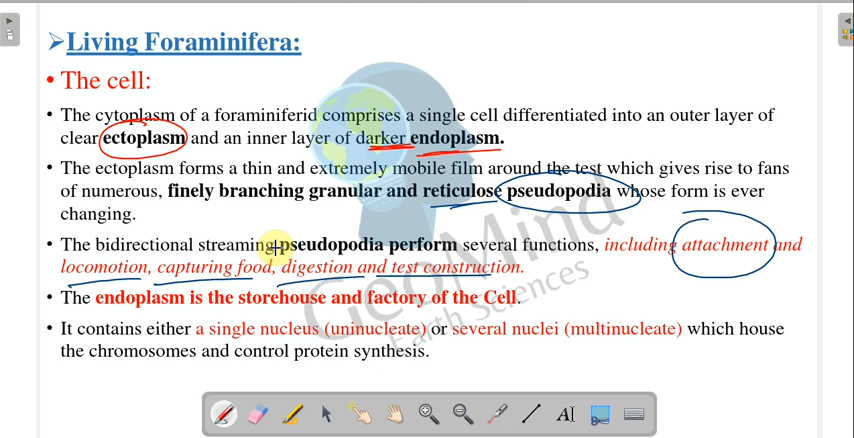 ➢Living Foraminifera:
• The cell:
• The cytoplasm of a foraminiferid comprises a single cell differentiated into an outer layer of
clear ectoplasm and an inner layer of darker endoplasm.
• The ectoplasm forms a thin and extremely mobile film around the test which gives rise to fans
of numerous, finely branching granular and reticulose pseudopodia whose form is ever
changing.
• The bidirectional streaming pseudopodia perform several functions, including attachment and
locomotion, capturing food, digestion and test construction.
• The endoplasm is the storehouse and factory of the Cell.
• It contains either a single nucleus (uninucleate) or several nuclei (multinucleate) which house
the chromosomes and control protein synthesis.
GeoMind
Earth Sciences
AI